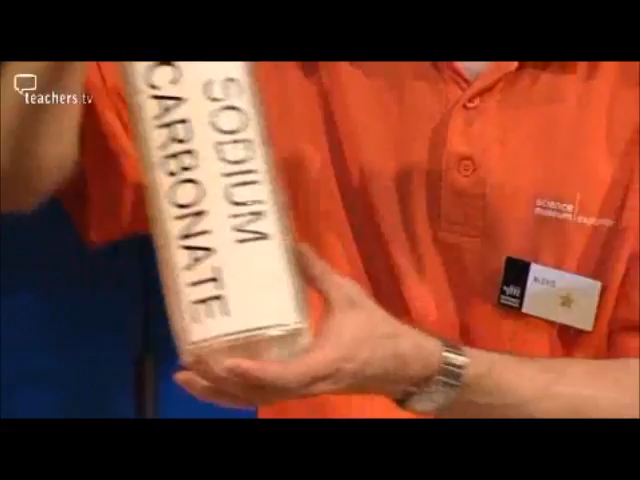 teachers.tv
SODIUM
CARBONATE
science
museum